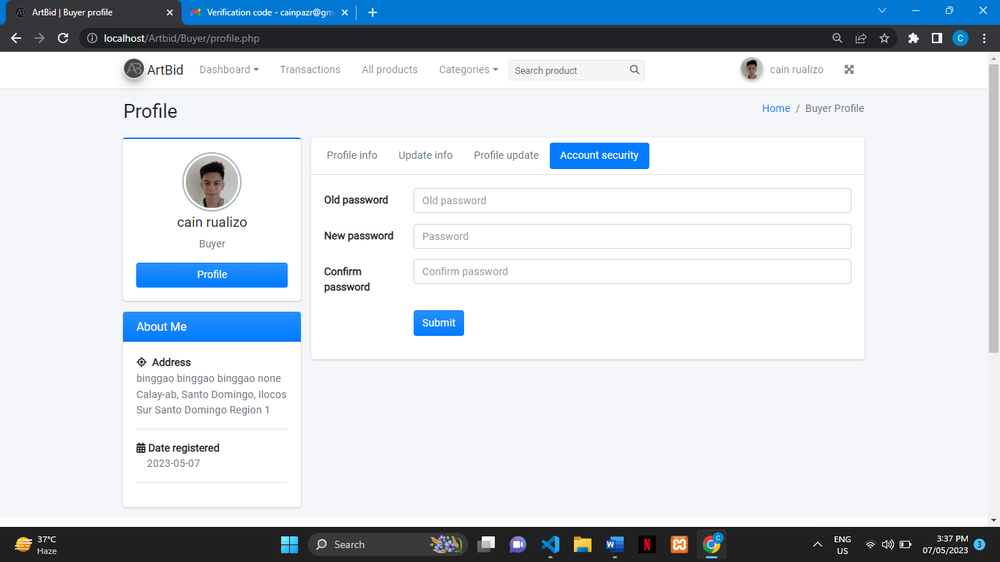 ArtBid | Buyer profile
Verification code - cainpazr@gm
localhost/Artbid/Buyer/profile.php
C
AB ArtBid Dashboard Transactions All products Categories Search product cain rualizo
Profile
Home / Buyer Profile
cain rualizo
Buyer
Profile
About Me
Address
binggao binggao binggao none
Calay-ab, Santo Domingo, Ilocos
Sur Santo Domingo Region 1
Date registered
2023-05-07
Profile info Update info Profile update Account security
Old password Old password
New password Password
Confirm
password
Confirm password
Submit
37°C
Haze
Search
ENG
US
3:37 PM
07/05/2023
3